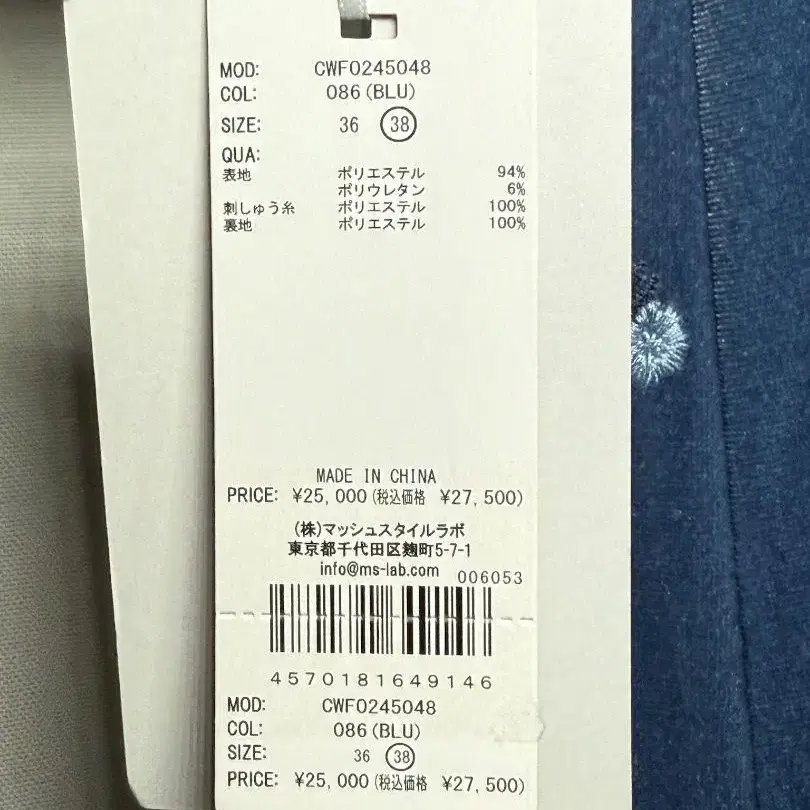 MOD: CWFO245048
COL: 086(BLU)
SIZE: 36 38
QUA:
表地 ポリエステル 94%
ポリウレタン 6%
刺しゅう糸 ポリエステル 100%
裏地 ポリエステル 100%
MADE IN CHINA
PRICE: ¥25,000(税込価格 ¥27,500)
(株)マッシュスタイルラボ
東京都千代田区麹町5-7-1
info@ms-lab.com 006053
4570181649146
MOD: CWFO245048
COL: 086(BLU)
SIZE: 36 38
PRICE: ¥25,000(税込価格 ¥27,500)